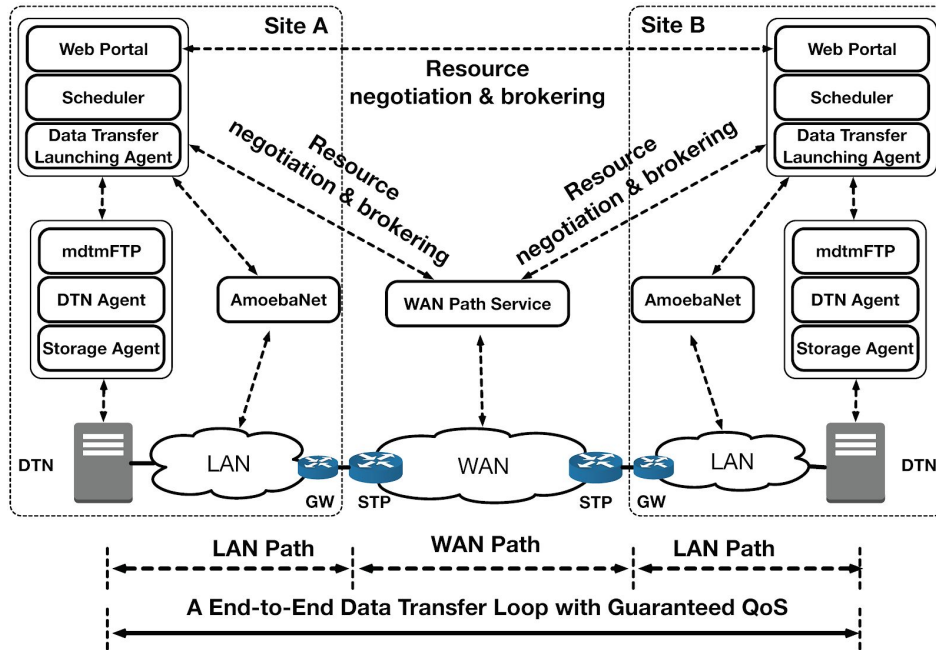 Site A
Site B
Web Portal
Scheduler
Data Transfer
Launching Agent
Resource
negotiation & brokering
Web Portal
Scheduler
Data Transfer
Launching Agent
Resource
negotiation & brokering
Resource
negotiation & brokering
mdtmFTP
DTN Agent
Storage Agent
AmoebaNet
WAN Path Service
AmoebaNet
mdtmFTP
DTN Agent
Storage Agent
DTN
LAN
GW
STP
WAN
STP
GW
LAN
DTN
LAN Path
WAN Path
LAN Path
A End-to-End Data Transfer Loop with Guaranteed QoS